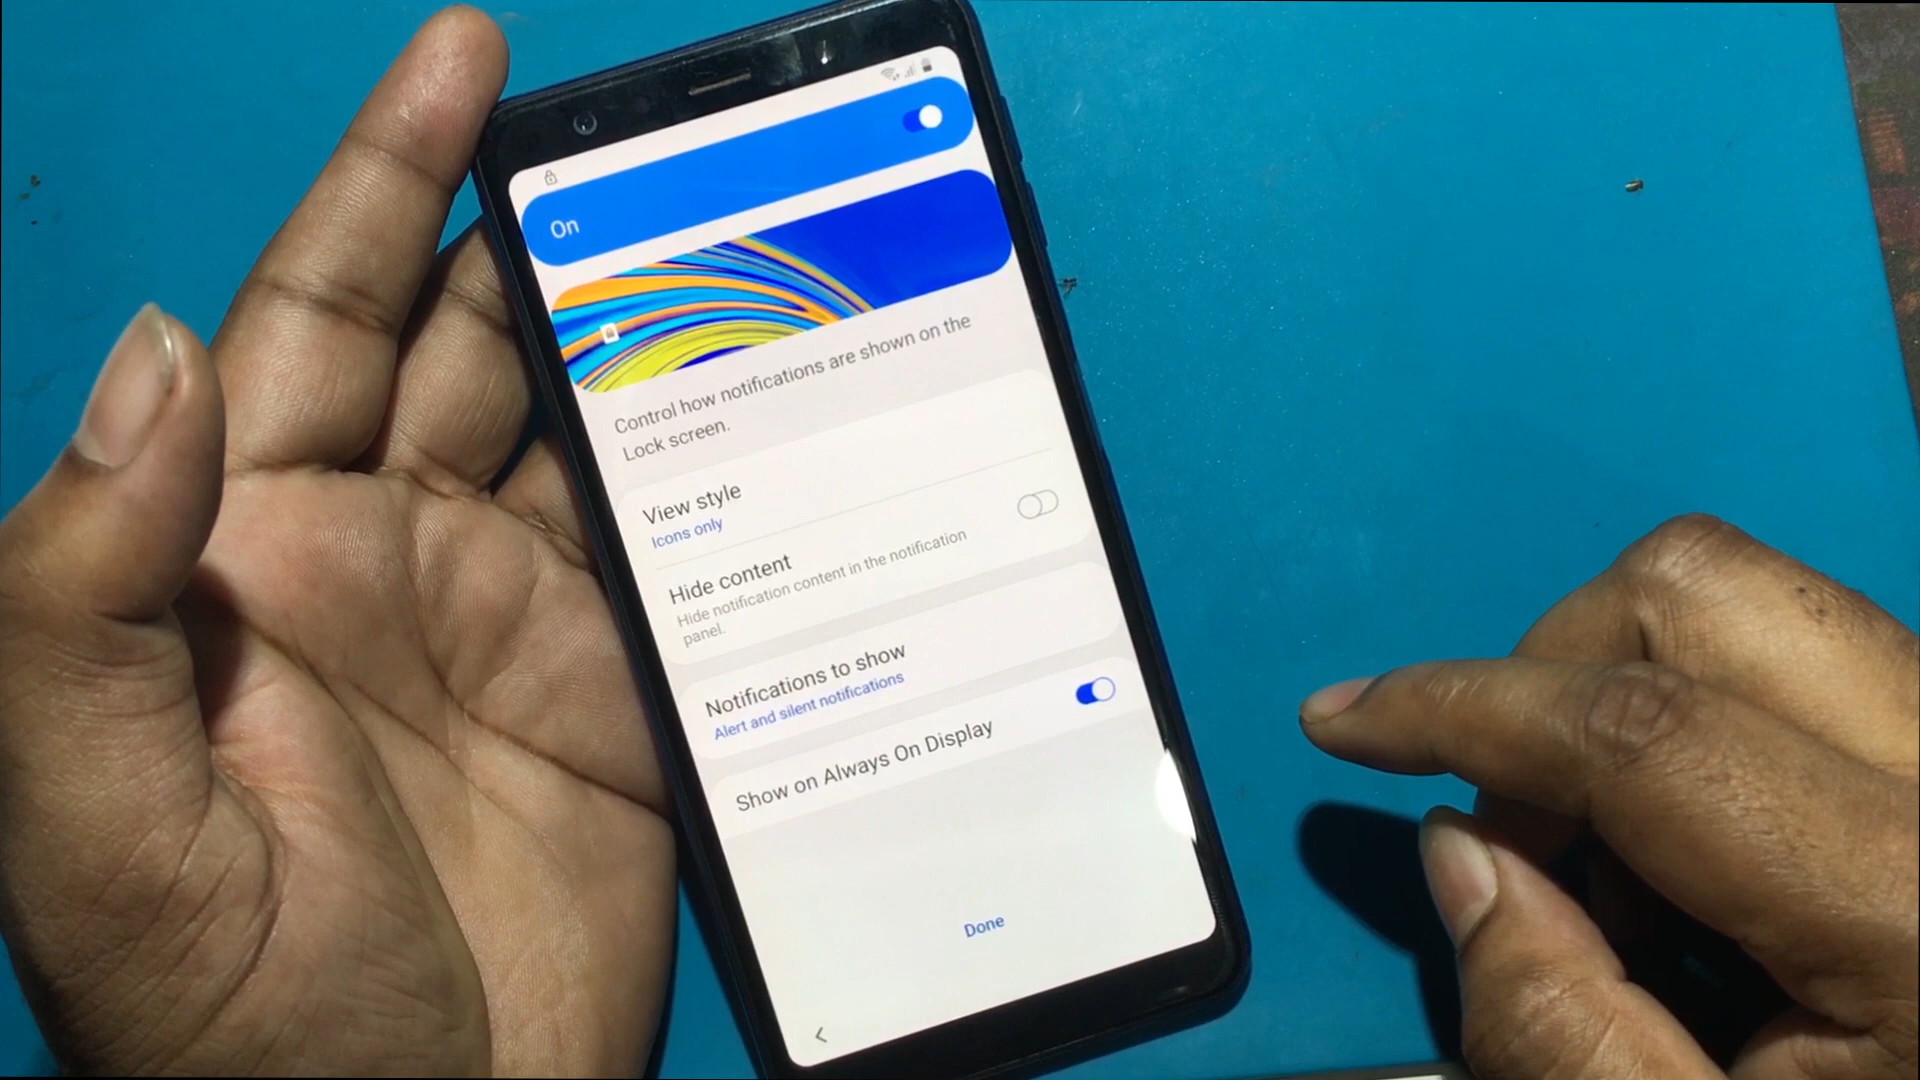 On
Control how notifications are shown on the
Lock screen.
View style
Icons only
Hide content
Hide notification content in the notification
panel.
Notifications to show
Alert and silent notifications
Show on Always On Display
Done